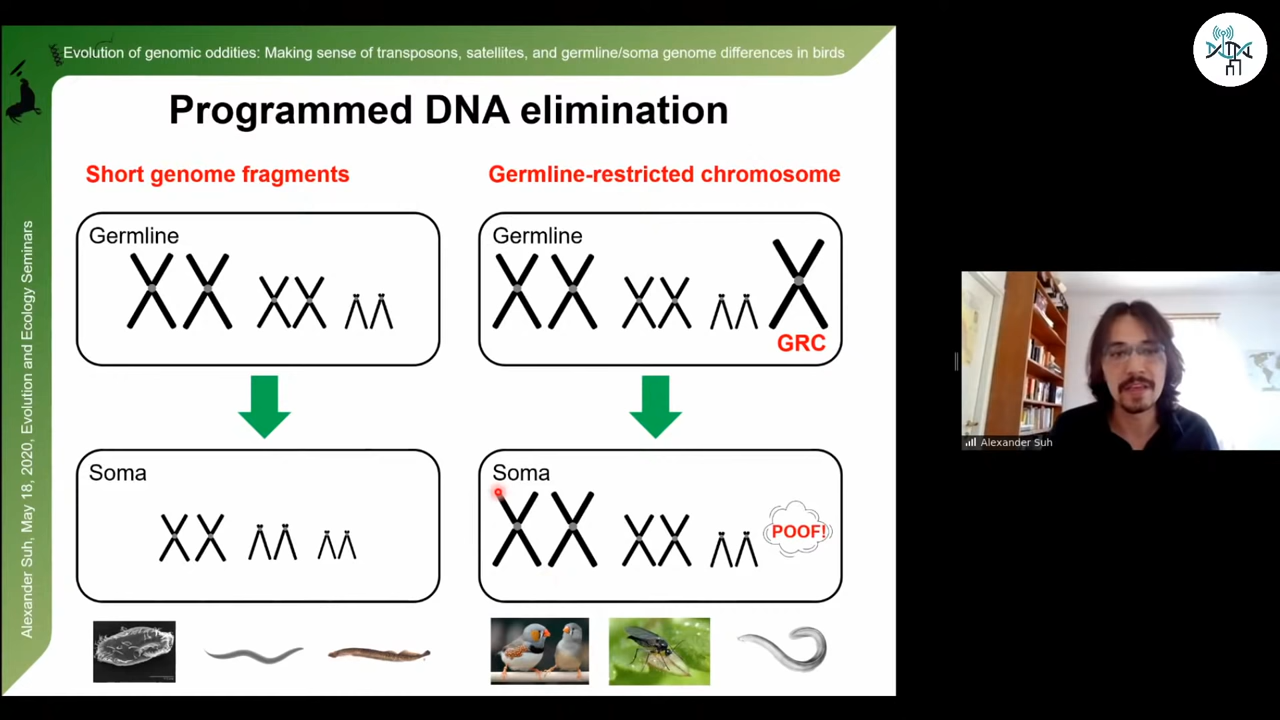 Evolution of genomic oddities: Making sense of transposons, satellites, and germline/soma genome differences in birds
Programmed DNA elimination
Short genome fragments
Germline-restricted chromosome
Germline
Germline
GRC
Soma
Soma
POOF!
Alexander Suh, May 18, 2020, Evolution and Ecology Seminars
Alexander Suh